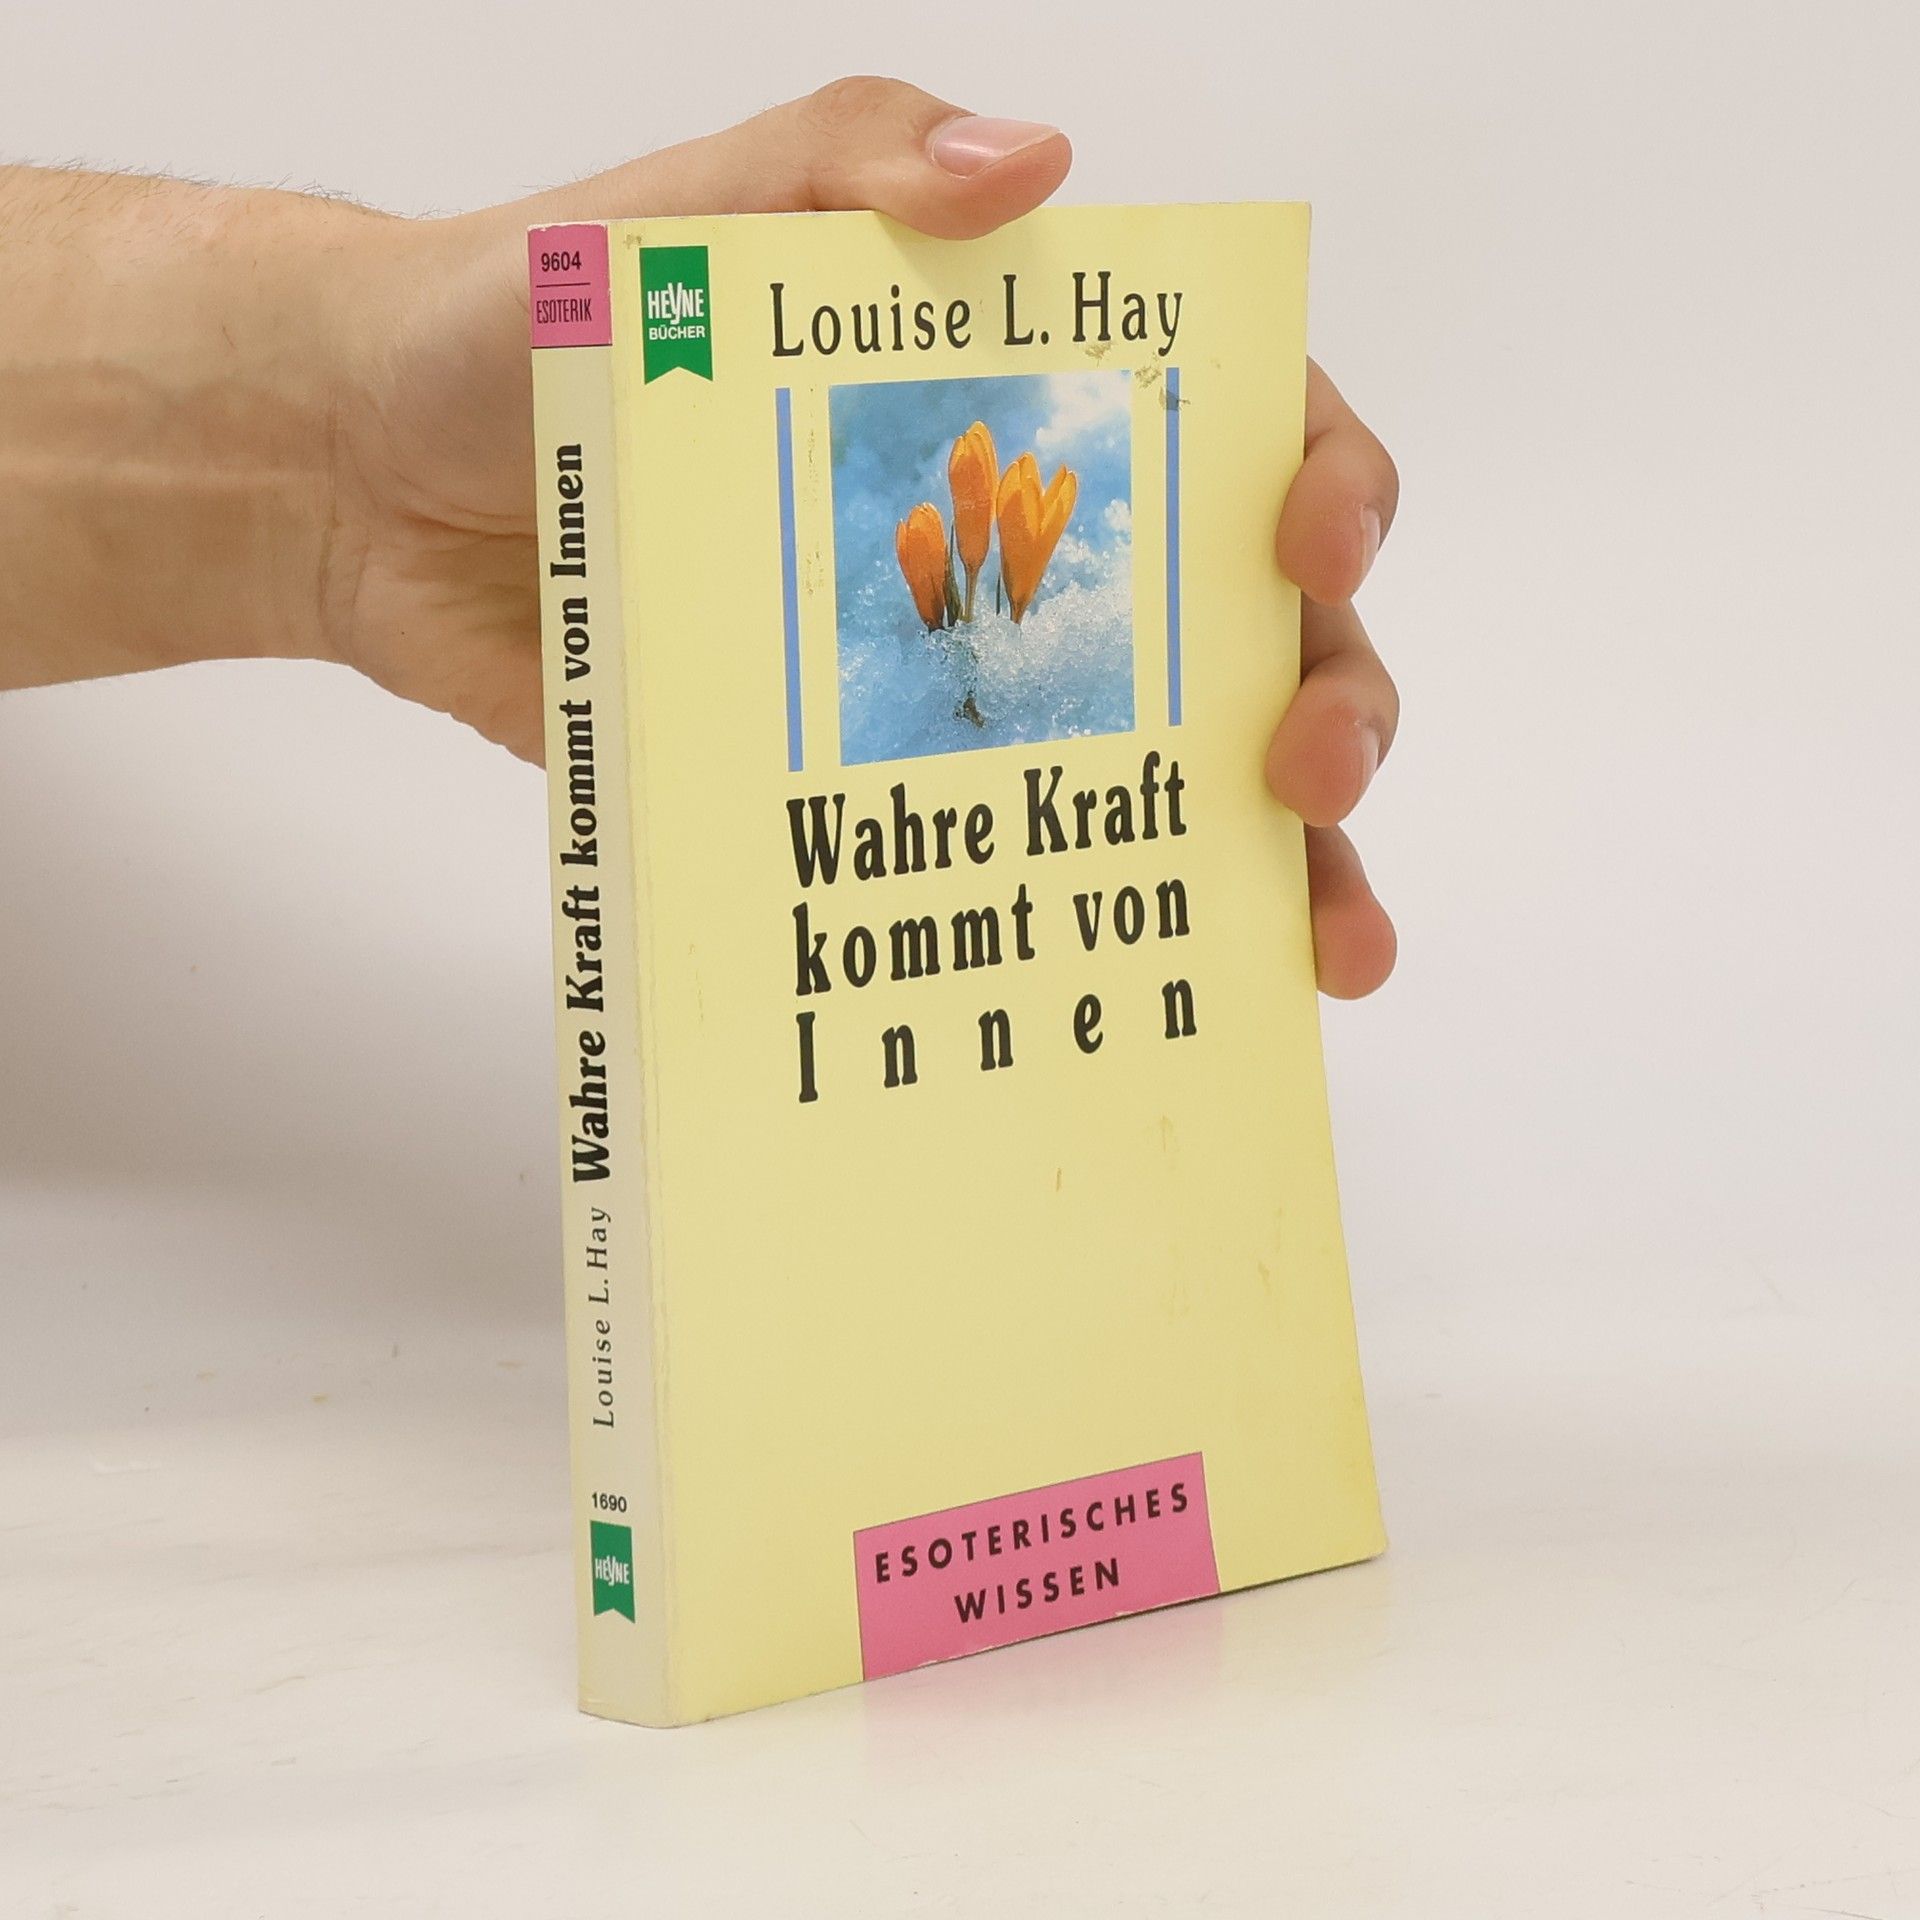 9604
ESOTERIK
Wahre Kraft kommt von Innen
Louise L. Hay
1690
HEYNE
HEYNE
BÜCHER
Louise L. Hay
Wahre Kraft
kommt von
Innen
ESOTERISCHES
WISSEN